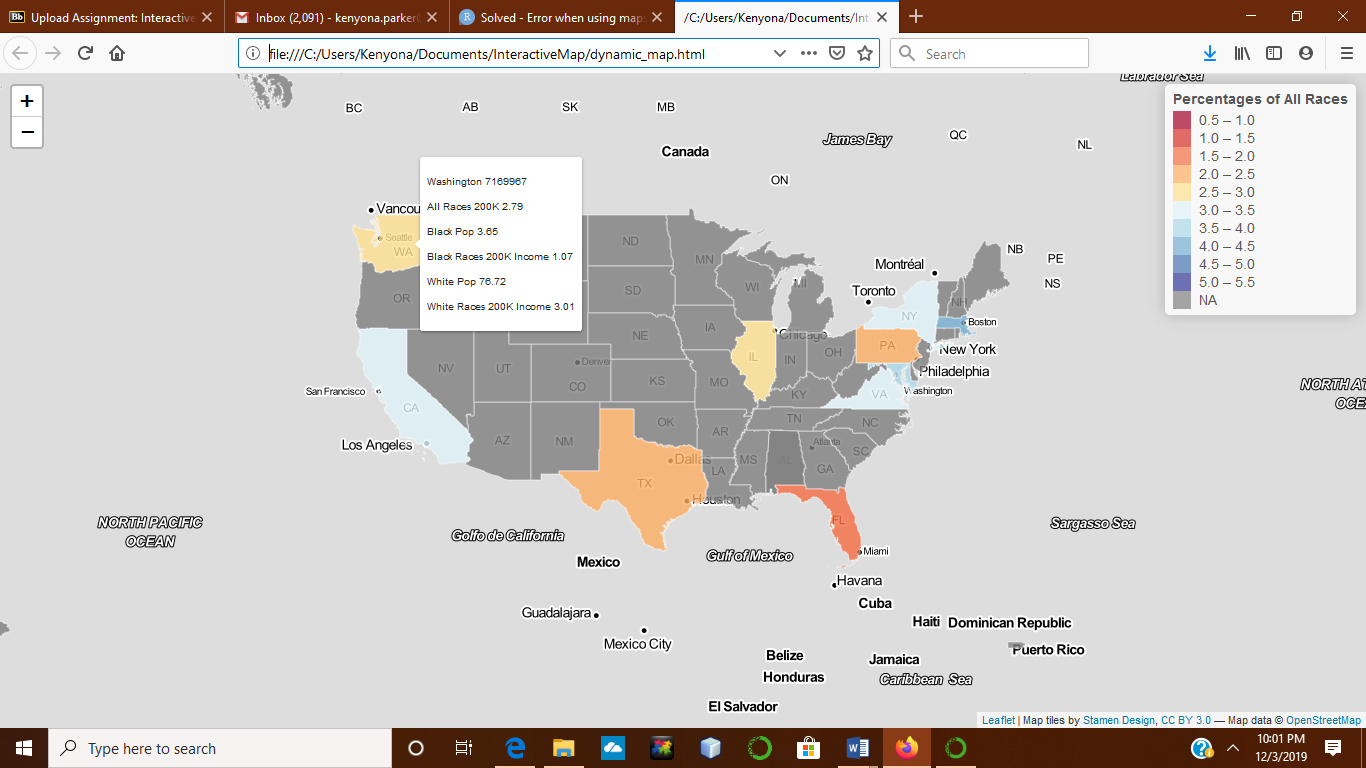 Upload Assignment: Interactive
Inbox (2,091) - kenyona.parker@
Solved - Error when using map
/C:/Users/Kenyona/Documents/Int
file:///C:/Users/Kenyona/Documents/InteractiveMap/dynamic_map.html
Search
+
−
BC
AB
SK
MB
Canada
James Bay
QC
NL
Labrador Sea
ON
Percentages of All Races
0.5 – 1.0
1.0 – 1.5
1.5 – 2.0
2.0 – 2.5
2.5 – 3.0
3.0 – 3.5
3.5 – 4.0
4.0 – 4.5
4.5 – 5.0
5.0 – 5.5
NA
Washington 7169967
All Races 200K 2.79
Black Pop 3.65
Black Races 200K Income 1.07
White Pop 76.72
White Races 200K Income 3.01
Vancou
Seattle
WA
OR
ND
MN
SD
WI
MI
Montréal
Toronto
NB
PE
NS
NH
NY
Boston
NE
IA
Chicago
IL
IN
OH
PA
New York
Philadelphia
NV
UT
Denver
CO
KS
MO
KY
VA
Washington
San Francisco
CA
Los Angeles
AZ
NM
OK
AR
TN
NC
Atlanta
SC
Dallas
LA
MS
AL
GA
TX
Houston
FL
Miami
NORTH PACIFIC
OCEAN
NORTH AT
OCE
Golfo de California
Gulf of Mexico
Sargasso Sea
Mexico
Havana
Cuba
Guadalajara
Mexico City
Haiti
Dominican Republic
Puerto Rico
Belize
Jamaica
Honduras
Caribbean Sea
El Salvador
Leaflet | Map tiles by Stamen Design, CC BY 3.0 — Map data © OpenStreetMap
Type here to search
10:01 PM
12/3/2019